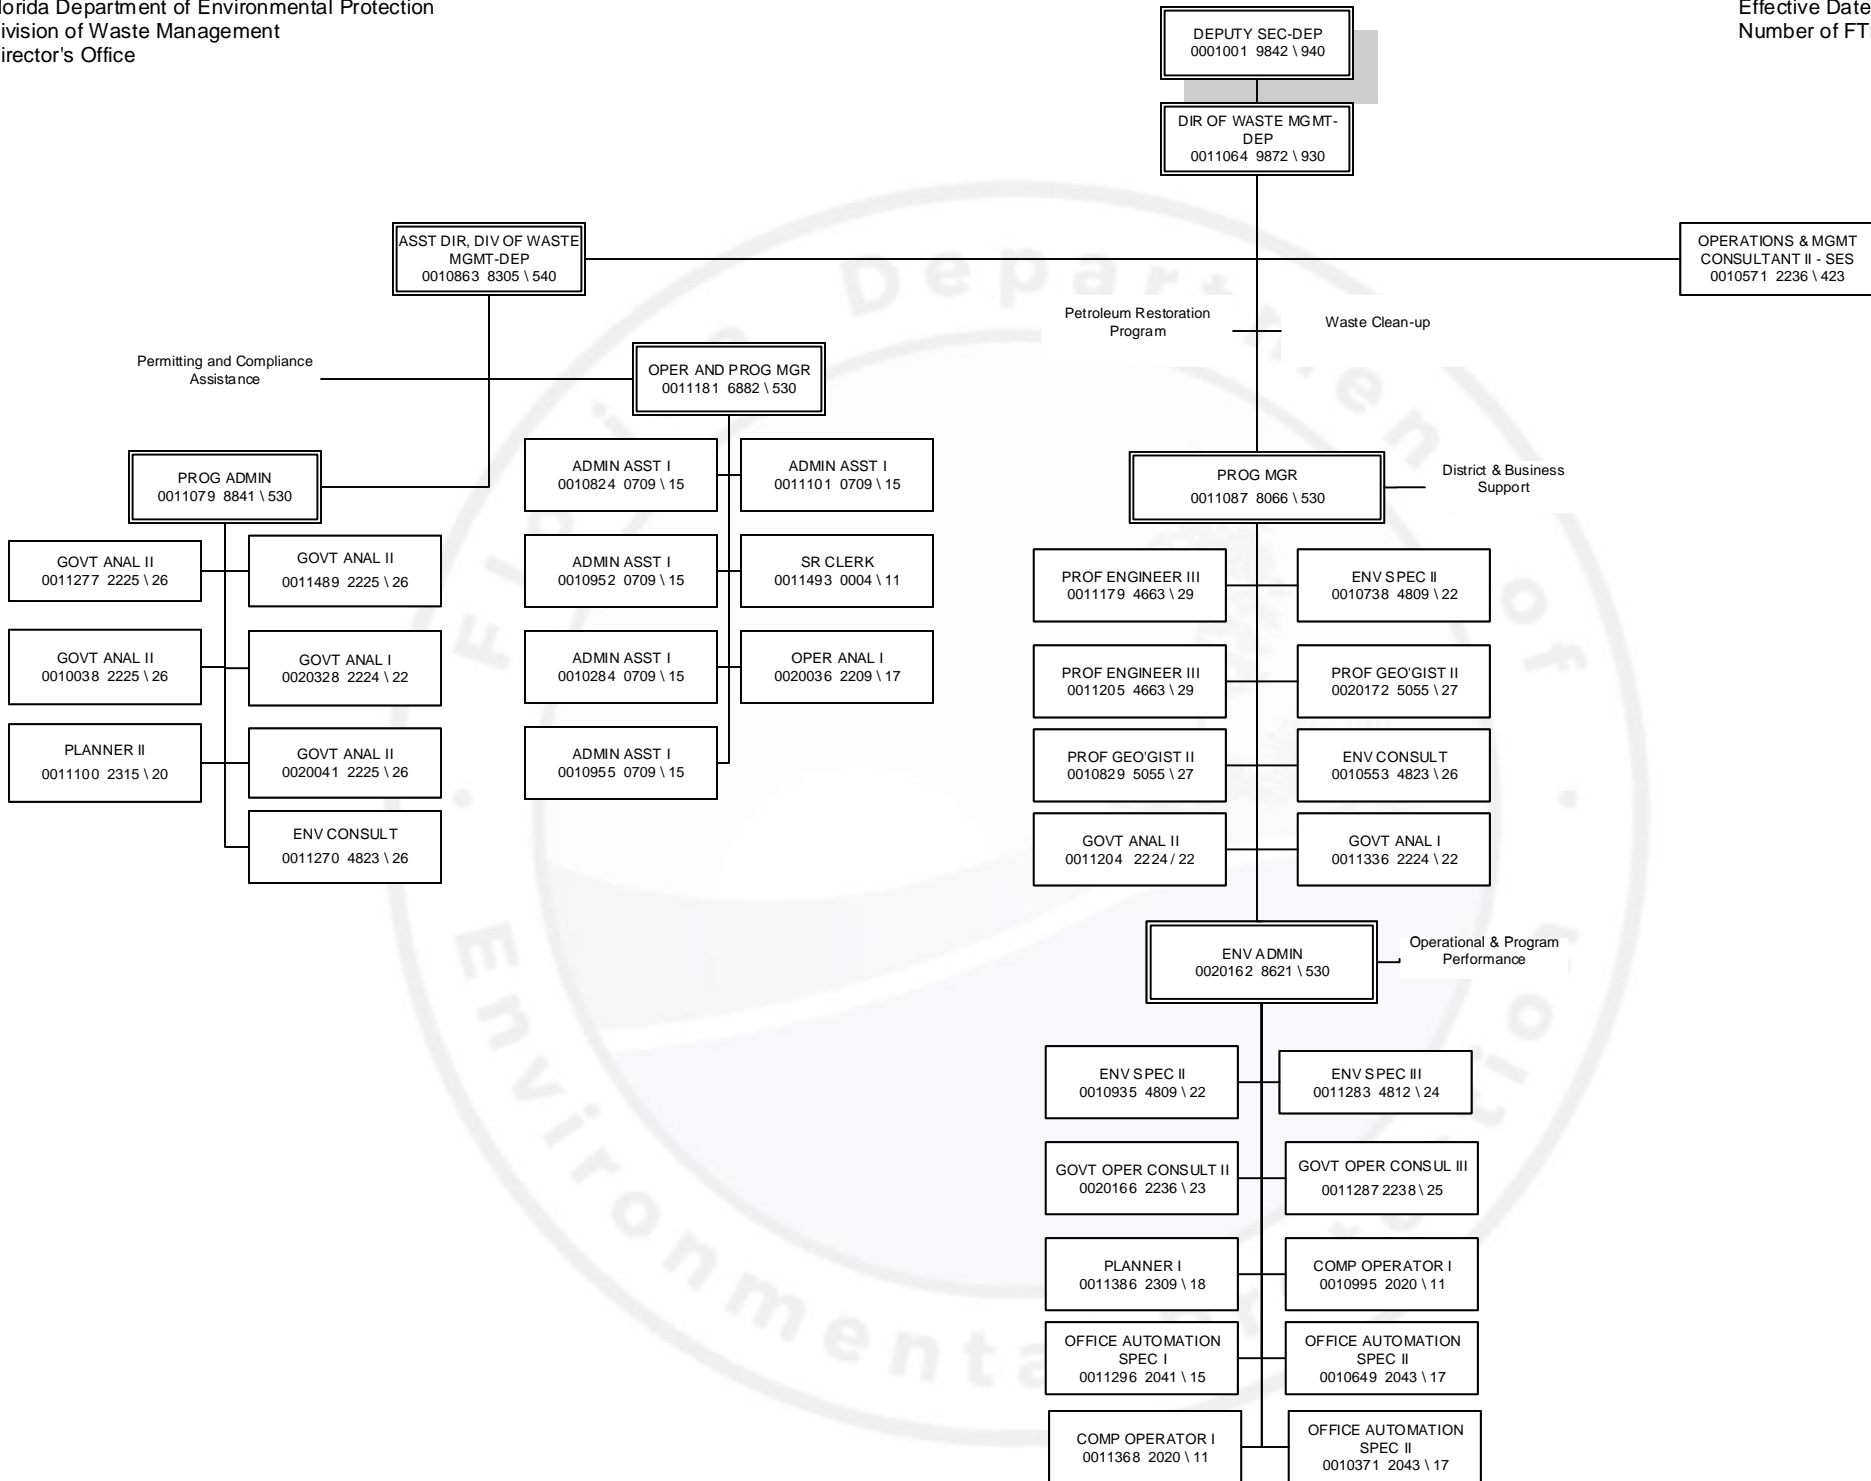 lorida Department of Environmental Protection
ivision of Waste Management
irector's Office
Effective Date
Number of FT
DEPUTY SEC-DEP
0001001 9842 \ 940
DIR OF WASTE MGMT-
DEP
0011064 9872 \ 930
ASST DIR, DIV OF WASTE
MGMT-DEP
0010863 8305 \ 540
OPERATIONS & MGMT
CONSULTANT II - SES
0010571 2236 \ 423
Petroleum Restoration
Program
Waste Clean-up
Permitting and Compliance
Assistance
OPER AND PROG MGR
0011181 6882 \ 530
PROG ADMIN
0011079 8841 \ 530
GOVT ANAL II
0011277 2225 \ 26
GOVT ANAL II
0011489 2225 \ 26
GOVT ANAL II
0010038 2225 \ 26
GOVT ANAL I
0020328 2224 \ 22
PLANNER II
0011100 2315 \ 20
GOVT ANAL II
0020041 2225 \ 26
ENV CONSULT
0011270 4823 \ 26
ADMIN ASST I
0010824 0709 \ 15
ADMIN ASST I
0011101 0709 \ 15
ADMIN ASST I
0010952 0709 \ 15
SR CLERK
0011493 0004 \ 11
ADMIN ASST I
0010284 0709 \ 15
OPER ANAL I
0020036 2209 \ 17
ADMIN ASST I
0010955 0709 \ 15
PROG MGR
0011087 8066 \ 530
District & Business
Support
PROF ENGINEER III
0011179 4663 \ 29
ENV SPEC II
0010738 4809 \ 22
PROF ENGINEER III
0011205 4663 \ 29
PROF GEO'GIST II
0020172 5055 \ 27
PROF GEO'GIST II
0010829 5055 \ 27
ENV CONSULT
0010553 4823 \ 26
GOVT ANAL II
0011204 2224 / 22
GOVT ANAL I
0011336 2224 \ 22
ENV ADMIN
0020162 8621 \ 530
Operational & Program
Performance
ENV SPEC II
0010935 4809 \ 22
ENV SPEC III
0011283 4812 \ 24
GOVT OPER CONSULT II
0020166 2236 \ 23
GOVT OPER CONSUL III
0011287 2238 \ 25
PLANNER I
0011386 2309 \ 18
COMP OPERATOR I
0010995 2020 \ 11
OFFICE AUTOMATION
SPEC I
0011296 2041 \ 15
OFFICE AUTOMATION
SPEC II
0010649 2043 \ 17
COMP OPERATOR I
0011368 2020 \ 11
OFFICE AUTOMATION
SPEC II
0010371 2043 \ 17